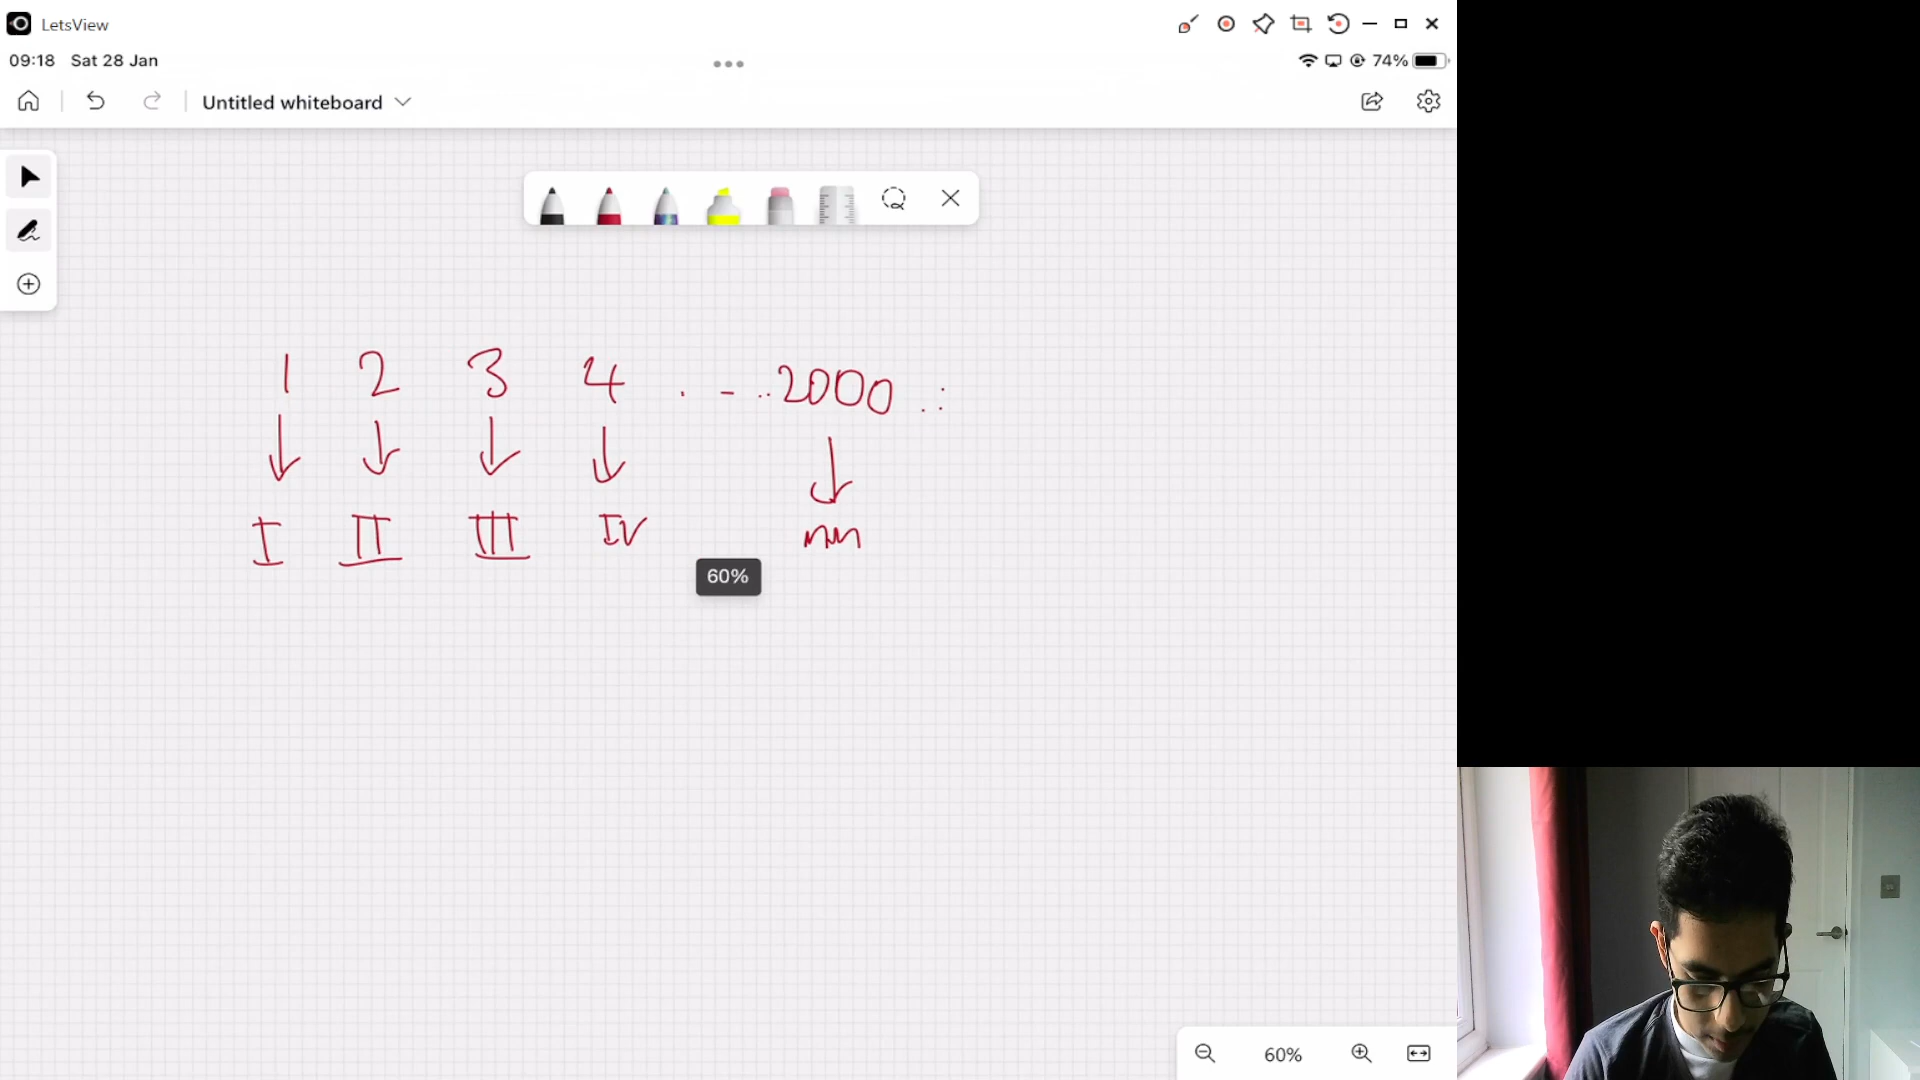 LetsView
09:18 Sat 28 Jan
74%
Untitled whiteboard
1 2 3 4 . - .. 2000 . :
↓ ↓ ↓ ↓ ↓
I II III IV MM
60%
60%